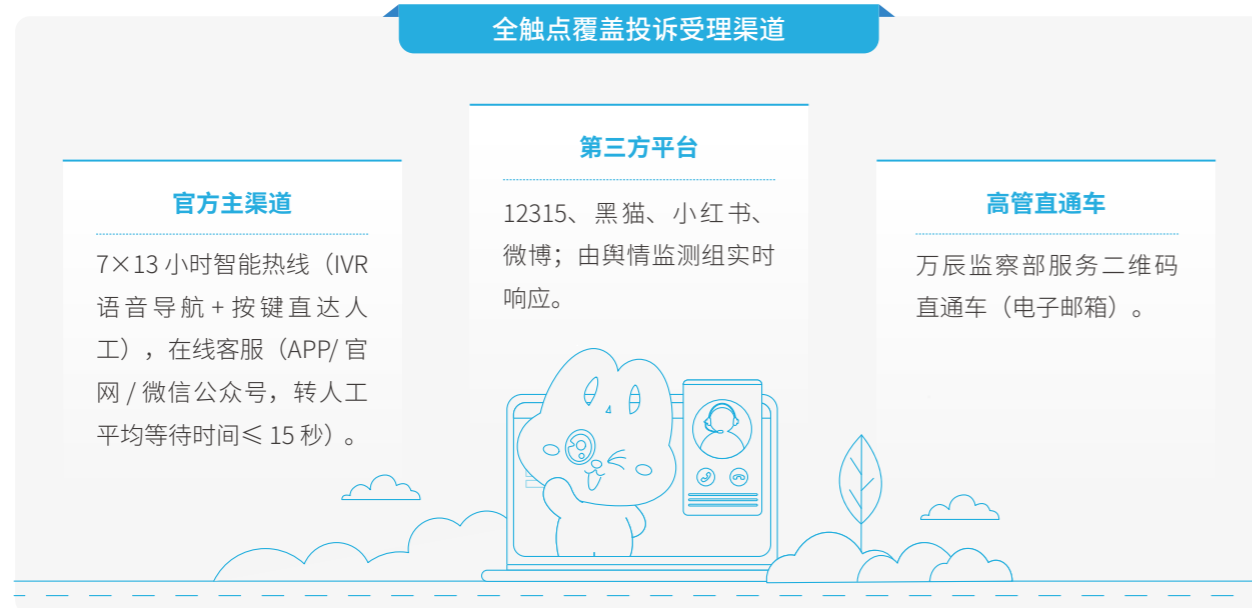 全触点覆盖投诉受理渠道
官方主渠道
7×13 小时智能热线（IVR
语音导航 + 按键直达人
工），在线客服（APP/ 官
网 / 微信公众号，转人工
平均等待时间≤ 15 秒）。
第三方平台
12315、黑猫、小红书、
微博；由舆情监测组实时
响应。
高管直通车
万辰监察部服务二维码
直通车（电子邮箱）。